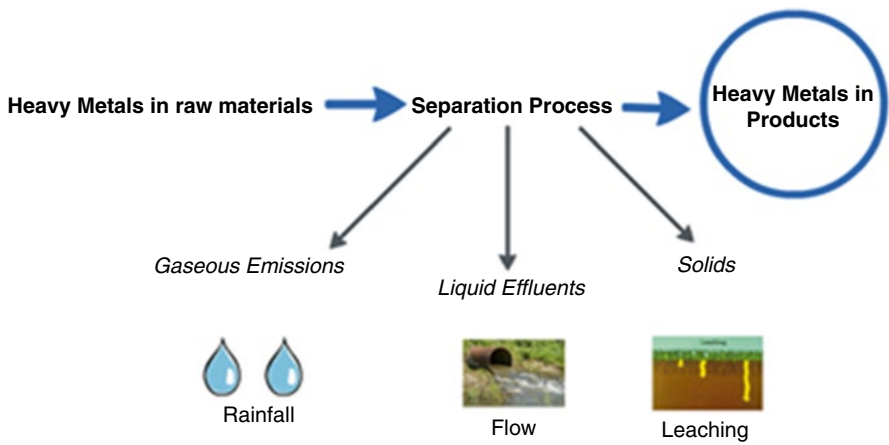 Heavy Metals in raw materials
Separation Process
Heavy Metals in
Products
Gaseous Emissions
Liquid Effluents
Solids
Leaching
Rainfall
Flow
Leaching